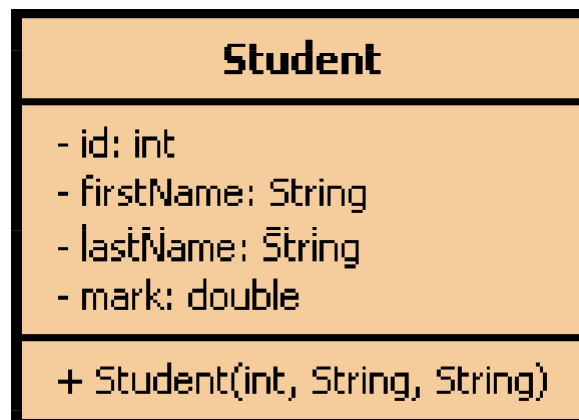 Student
- id: int
- firstName: String
- lastName: String
- mark: double
+ Student(int, String, String)